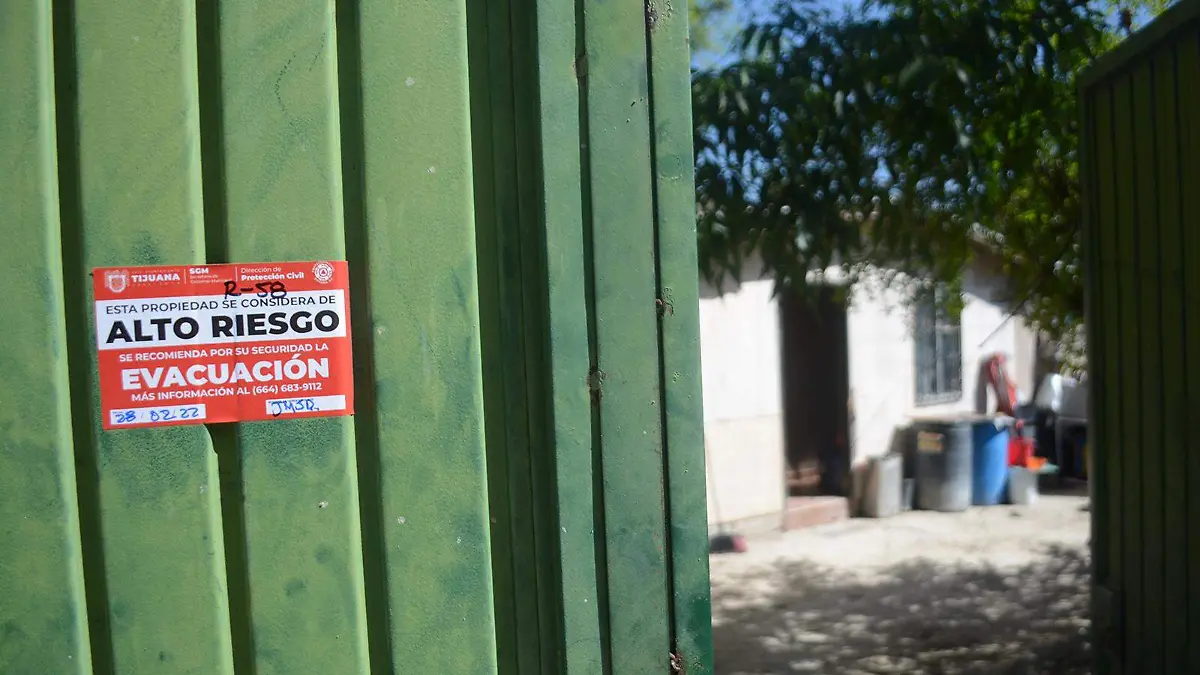 TIJUANA
SGM
Dirección de
Protección Civil
R-58
ESTA PROPIEDAD SE CONSIDERA DE
ALTO RIESGO
SE RECOMIENDA POR SU SEGURIDAD LA
EVACUACIÓN
MÁS INFORMACIÓN AL (664) 683-9112
28 / 02 / 22